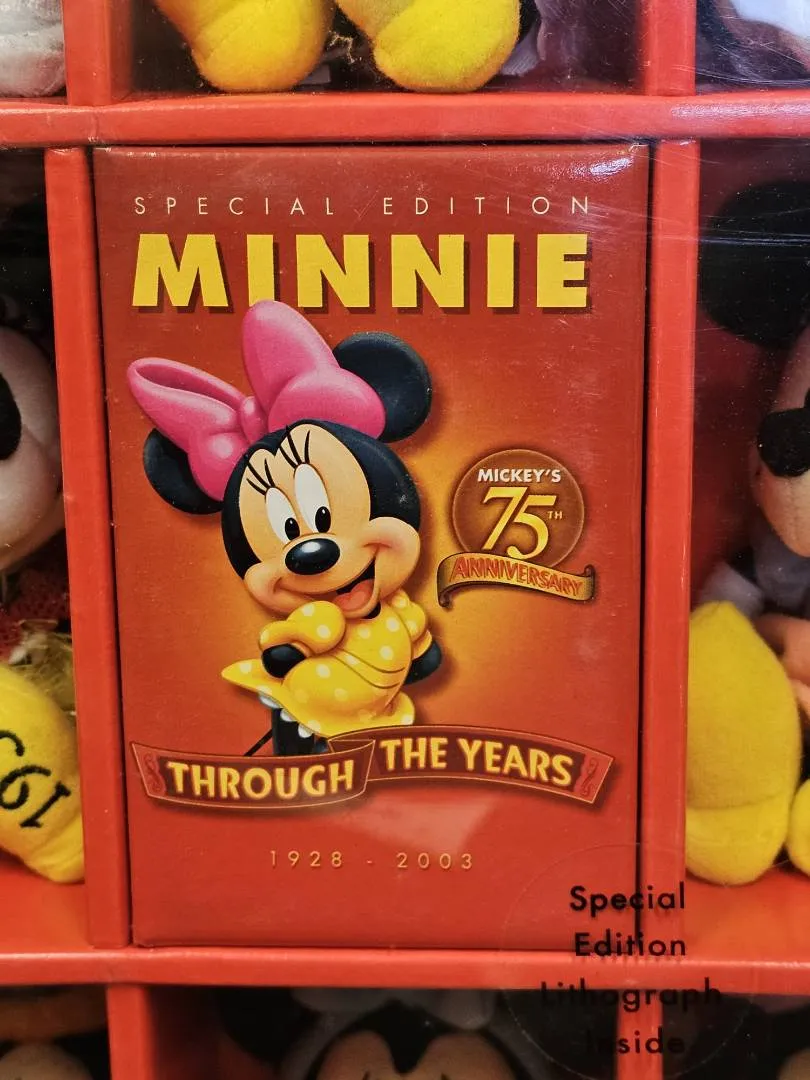 SPECIAL EDITION
MINNIE
MICKEY'S
75TH
ANNIVERSARY
THROUGH THE YEARS
1928 - 2003
Special
Edition
Lithograph
Inside